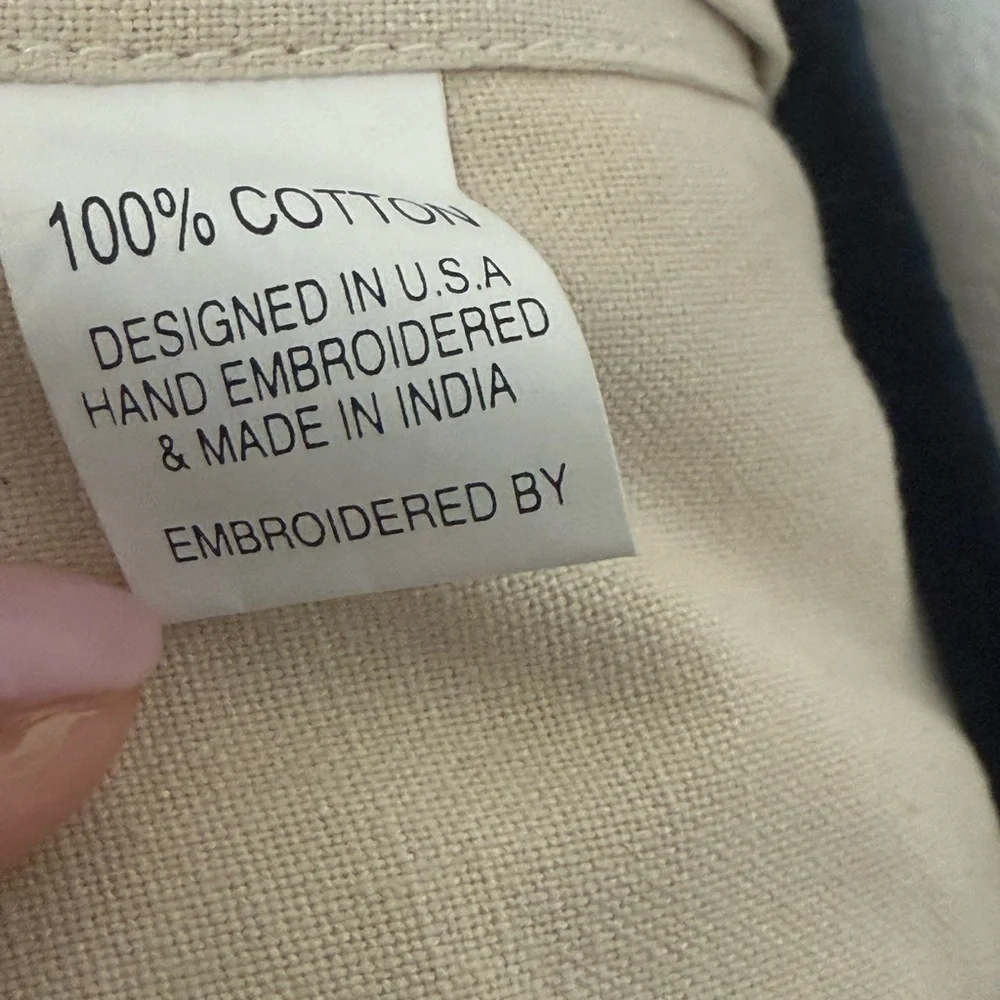 100% COTTON
DESIGNED IN U.S.A
HAND EMBROIDERED
& MADE IN INDIA
EMBROIDERED BY